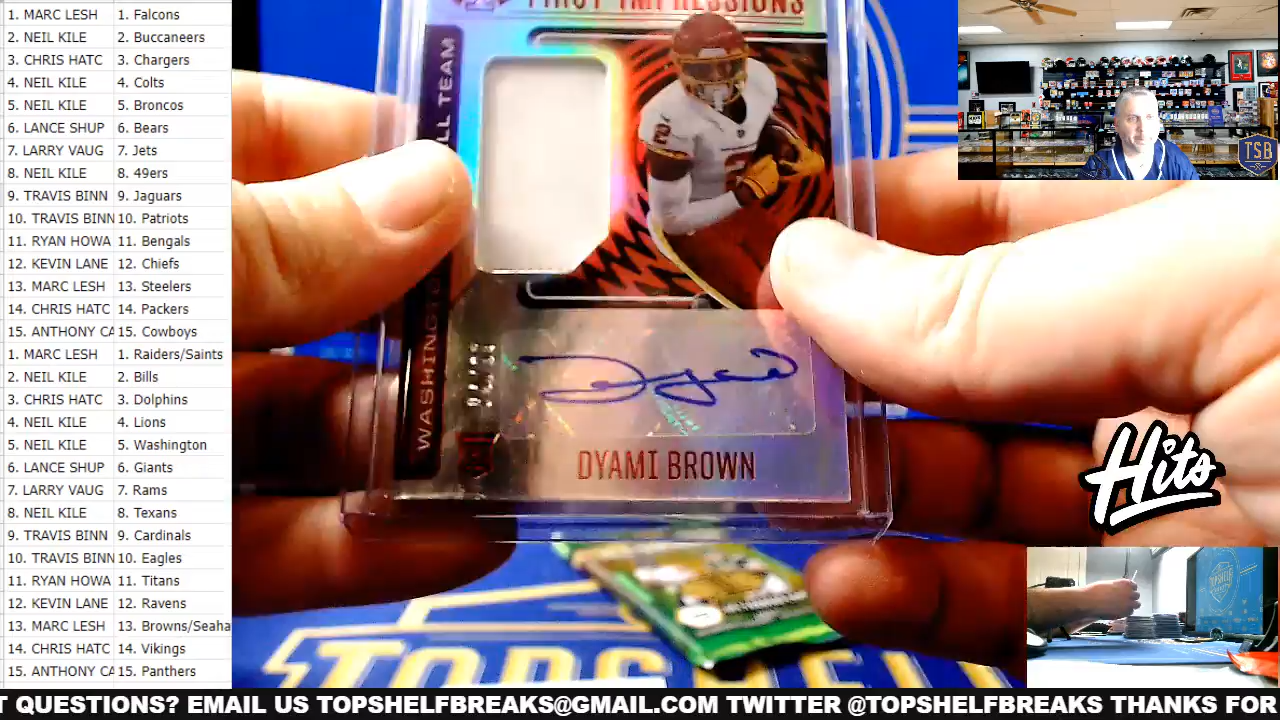 1. MARC LESH 1. Falcons
2. NEIL KILE 2. Buccaneers
3. CHRIS HATC 3. Chargers
4. NEIL KILE 4. Colts
5. NEIL KILE 5. Broncos
6. LANCE SHUP 6. Bears
7. LARRY VAUG 7. Jets
8. NEIL KILE 8. 49ers
9. TRAVIS BINN 9. Jaguars
10. TRAVIS BINN 10. Patriots
11. RYAN HOWA 11. Bengals
12. KEVIN LANE 12. Chiefs
13. MARC LESH 13. Steelers
14. CHRIS HATC 14. Packers
15. ANTHONY CA 15. Cowboys
1. MARC LESH 1. Raiders/Saints
2. NEIL KILE 2. Bills
3. CHRIS HATC 3. Dolphins
4. NEIL KILE 4. Lions
5. NEIL KILE 5. Washington
6. LANCE SHUP 6. Giants
7. LARRY VAUG 7. Rams
8. NEIL KILE 8. Texans
9. TRAVIS BINN 9. Cardinals
10. TRAVIS BINN 10. Eagles
11. RYAN HOWA 11. Titans
12. KEVIN LANE 12. Ravens
13. MARC LESH 13. Browns/Seaha
14. CHRIS HATC 14. Vikings
15. ANTHONY CA 15. Panthers
FIRST IMPRESSIONS
WASHINGTO LL TEAM
2
DYAMI BROWN
TOPSHELF
TSB
Hits
T QUESTIONS? EMAIL US TOPSHELFBREAKS@GMAIL.COM TWITTER @TOPSHELFBREAKS THANKS FOR